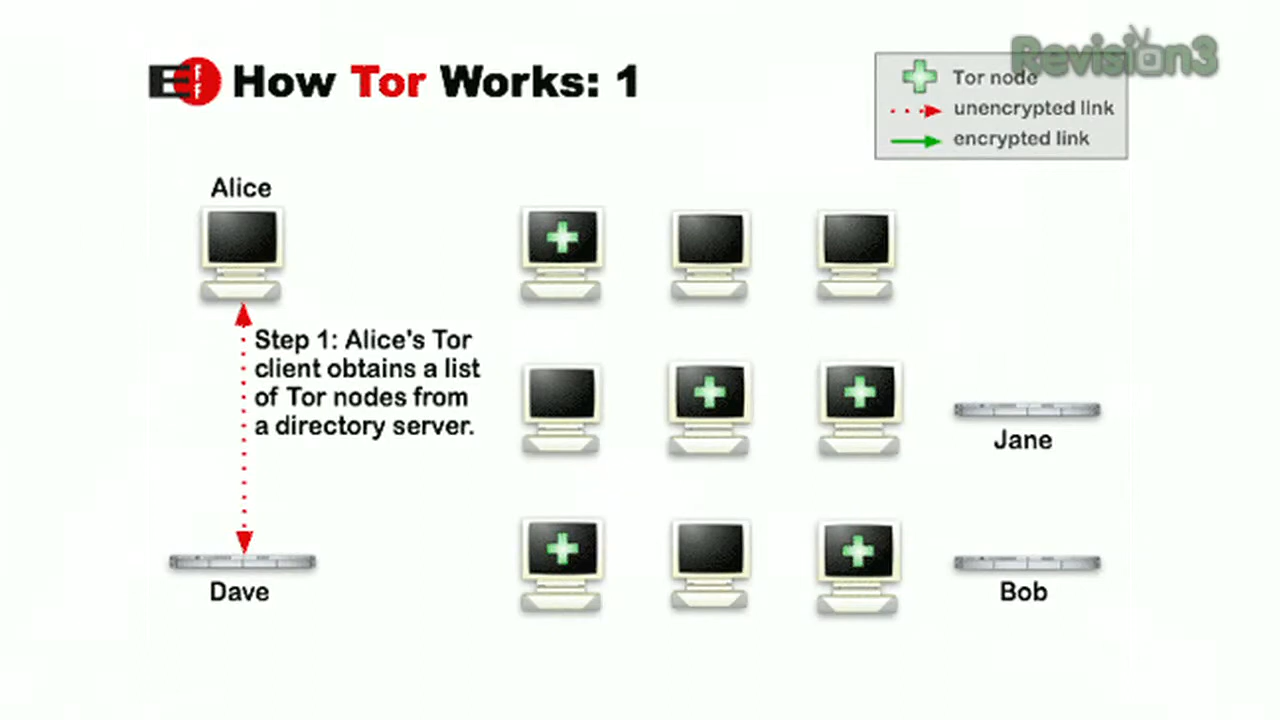 EFF How Tor Works: 1
Revision3
Tor node
unencrypted link
encrypted link
Alice
Step 1: Alice's Tor
client obtains a list
of Tor nodes from
a directory server.
Jane
Dave
Bob